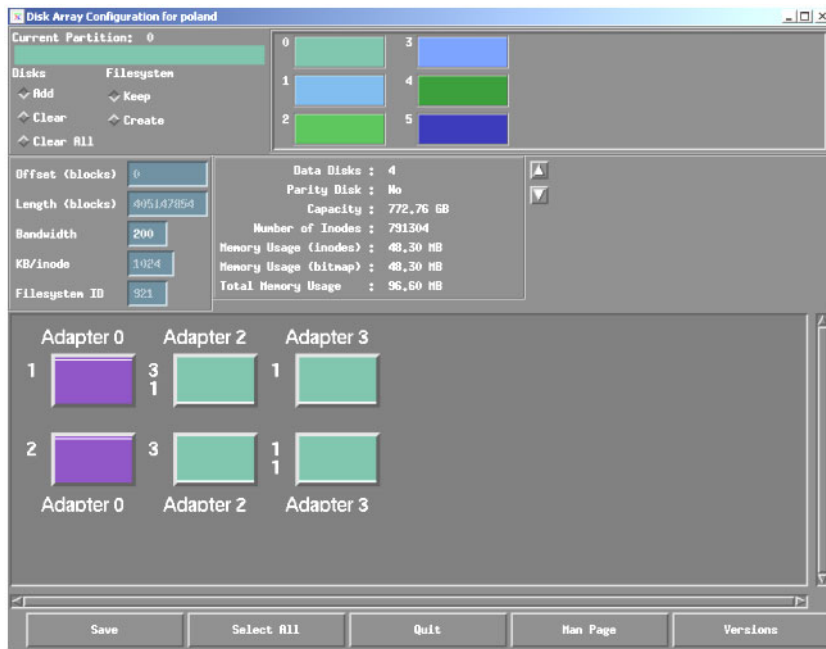 Disk Array Configuration for poland
Current Partition: 0
Disks Filesystem
Add Keep
Clear Create
Clear All
0 3
1 4
2 5
Offset (blocks) 0
Length (blocks) 405147854
Bandwidth 200
KB/inode 1024
Filesystem ID 921
Data Disks : 4
Parity Disk : No
Capacity : 772.76 GB
Number of Inodes : 791304
Memory Usage (inodes) : 48.30 MB
Memory Usage (bitmap) : 48.30 MB
Total Memory Usage : 96.60 MB
Adapter 0 Adapter 2 Adapter 3
1 3 1
1
2 3 1
1
Adapter 0 Adapter 2 Adapter 3
Save Select All Quit Man Page Versions